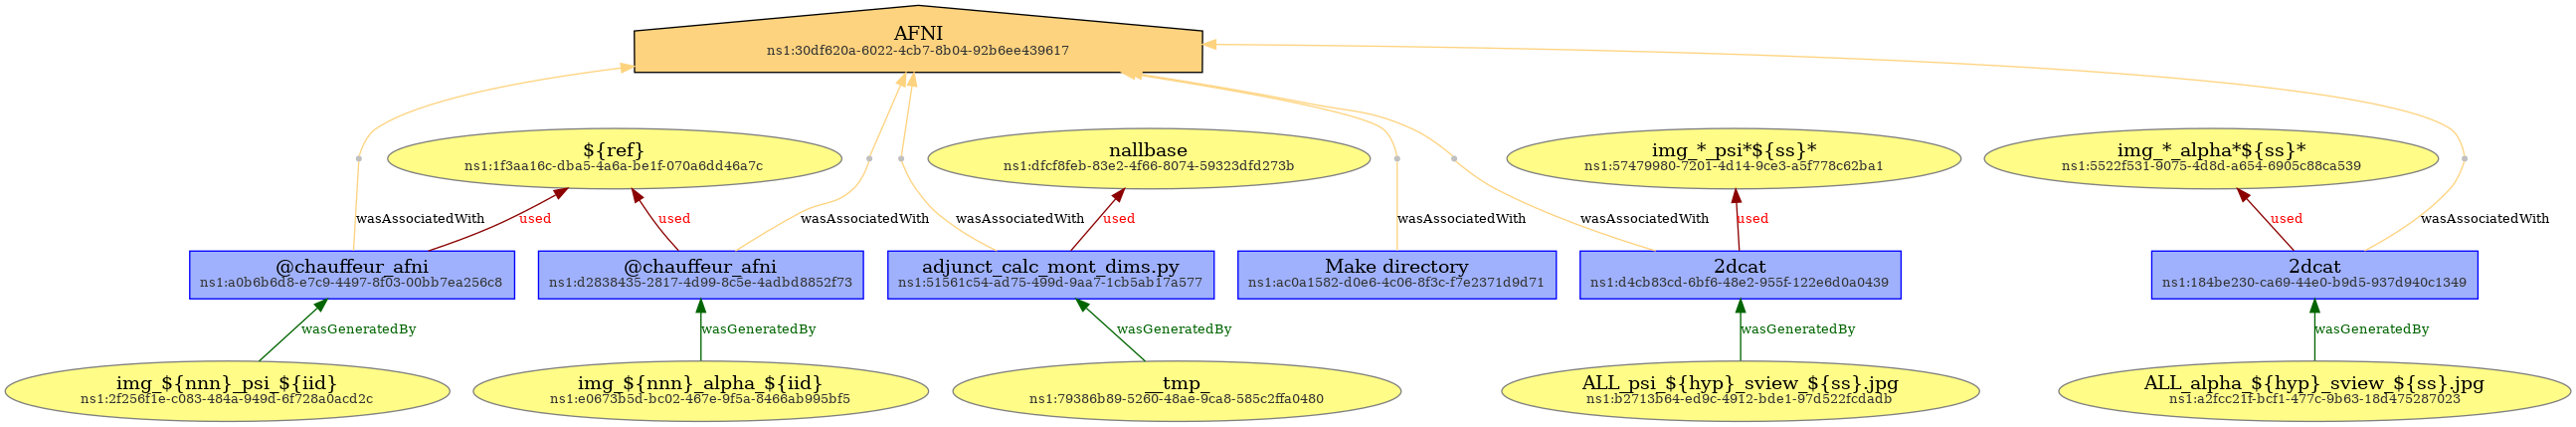 AFNI
ns1:30df620a-6022-4cb7-8b04-92b6ee439617
${ref}
ns1:1f3aa16c-dba5-4a6a-be1f-070a6dd46a7c
nallbase
ns1:dfcf8feb-83e2-4f66-8074-59323dfd273b
img_*_psi*${ss}*
ns1:57479980-7201-4d14-9ce3-a5f778c62ba1
img_*_alpha*${ss}*
ns1:5522f531-9075-4d8d-a654-6905c88ca539
wasAssociatedWith
used
used
wasAssociatedWith
wasAssociatedWith
used
wasAssociatedWith
wasAssociatedWith
used
used
wasAssociatedWith
@chauffeur_afni
ns1:a0b6b6d8-e7c9-4497-8f03-00bb7ea256c8
@chauffeur_afni
ns1:d2838435-2817-4d99-8c5e-4adbd8852f73
adjunct_calc_mont_dims.py
ns1:51561c54-ad75-499d-9aa7-1cb5ab17a577
Make directory
ns1:ac0a1582-d0e6-4c06-8f3c-f7e2371d9d71
2dcat
ns1:d4cb83cd-6bf6-48e2-955f-122e6d0a0439
2dcat
ns1:184be230-ca69-44e0-b9d5-937d940c1349
wasGeneratedBy
wasGeneratedBy
wasGeneratedBy
wasGeneratedBy
wasGeneratedBy
img_${nnn}_psi_${iid}
ns1:2f256f1e-c083-484a-949d-6f728a0acd2c
img_${nnn}_alpha_${iid}
ns1:e0673b5d-bc02-467e-9f5a-8466ab995bf5
__tmp_
ns1:79386b89-5260-48ae-9ca8-585c2ffa0480
ALL_psi_${hyp}_sview_${ss}.jpg
ns1:b2713b64-ed9c-4912-bde1-97d522fcdadb
ALL_alpha_${hyp}_sview_${ss}.jpg
ns1:a2fcc21f-bcf1-477c-9b63-18d475287023